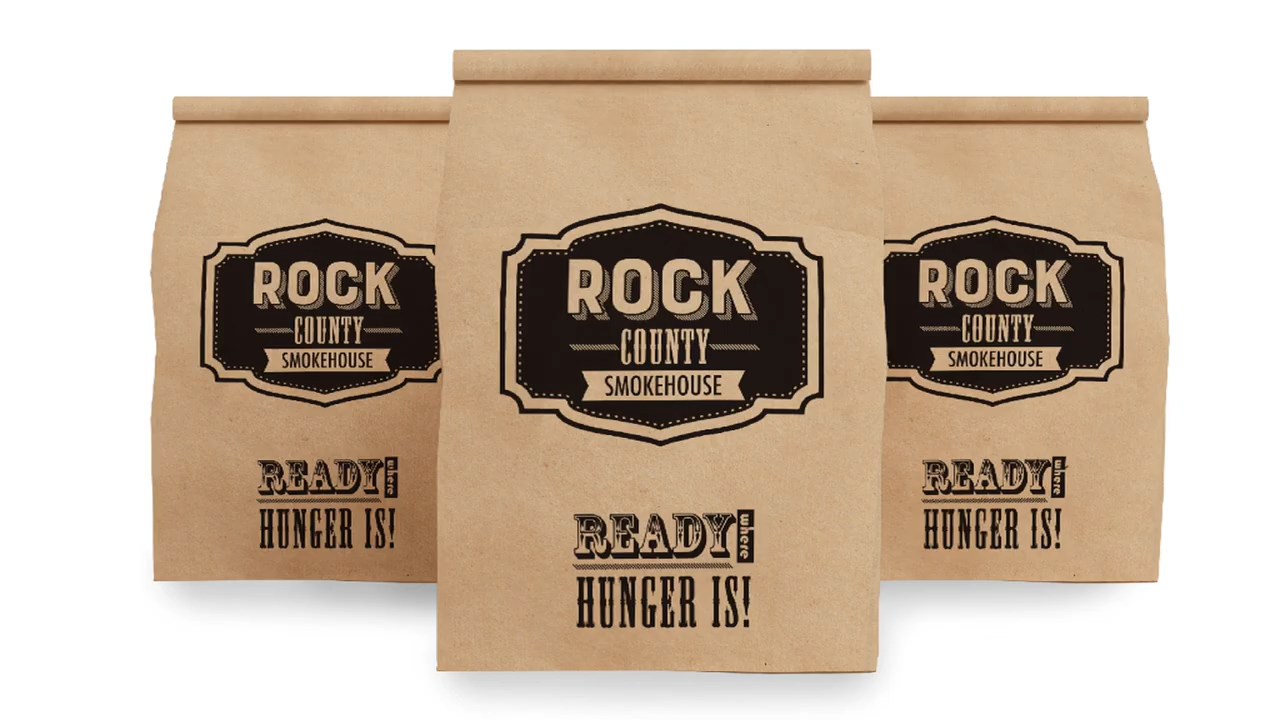 ROCK
COUNTY
SMOKEHOUSE
READY where
HUNGER IS!
ROCK
COUNTY
SMOKEHOUSE
READY where
HUNGER IS!
ROCK
COUNTY
SMOKEHOUSE
READY where
HUNGER IS!